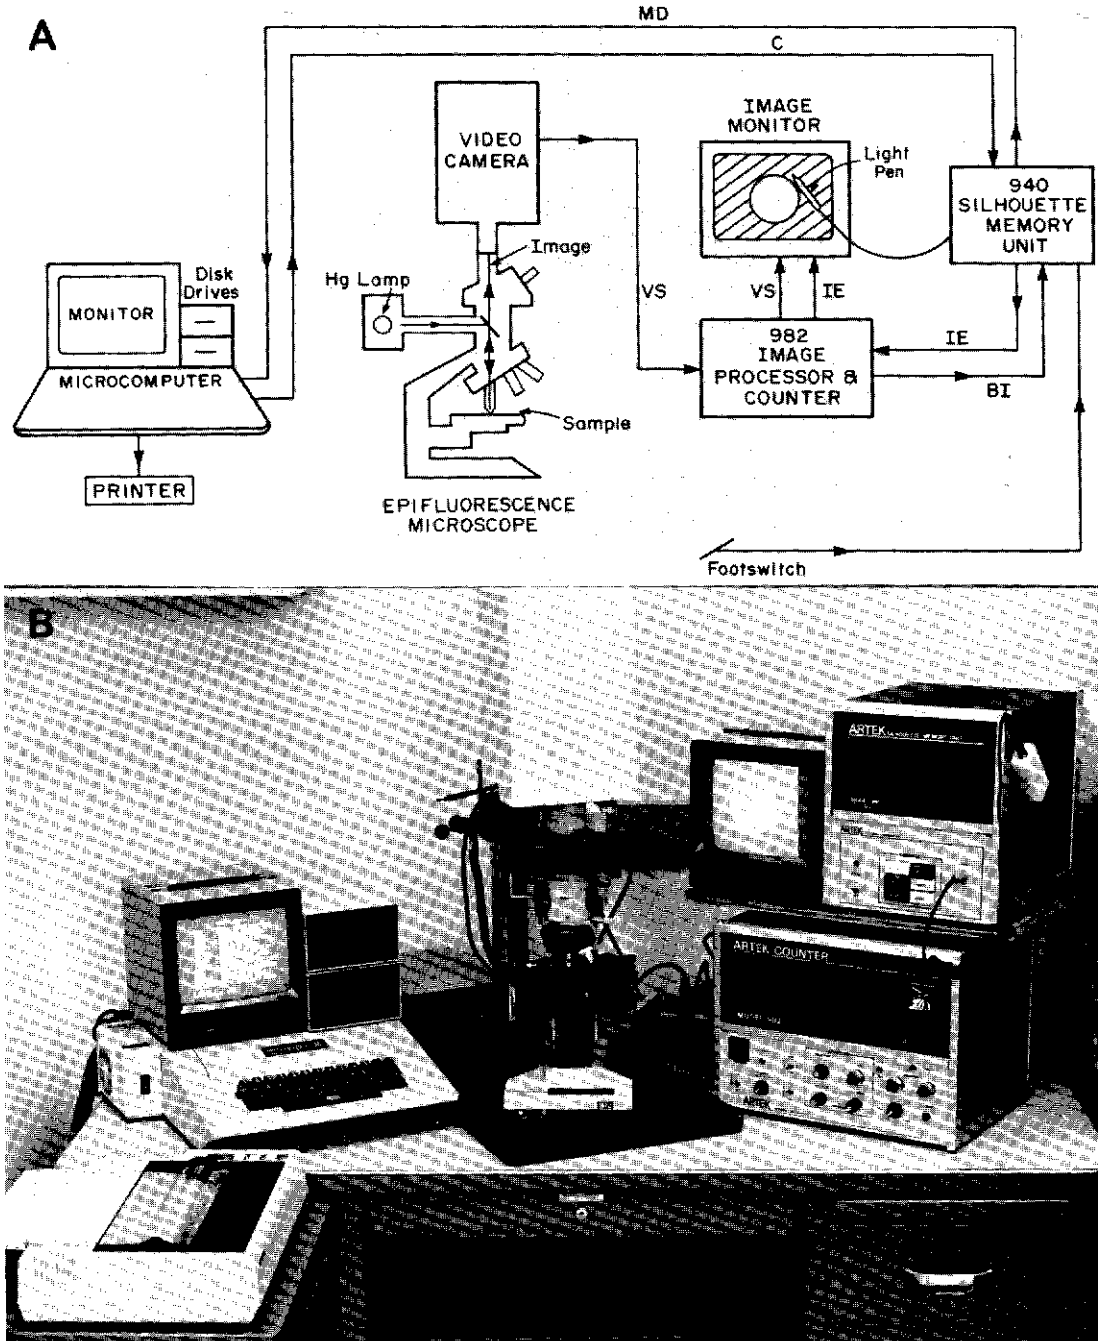 A
MD
C
VIDEO
CAMERA
IMAGE
MONITOR
Light
Pen
940
SILHOUETTE
MEMORY
UNIT
Image
Hg Lamp
Disk
Drives
MONITOR
MICROCOMPUTER
VS
VS
IE
982
IMAGE
PROCESSOR &
COUNTER
IE
BI
Sample
PRINTER
EPIFLUORESCENCE
MICROSCOPE
Footswitch
B
ARTEK
ARTEK
ARTEK COUNTER
ARTEK